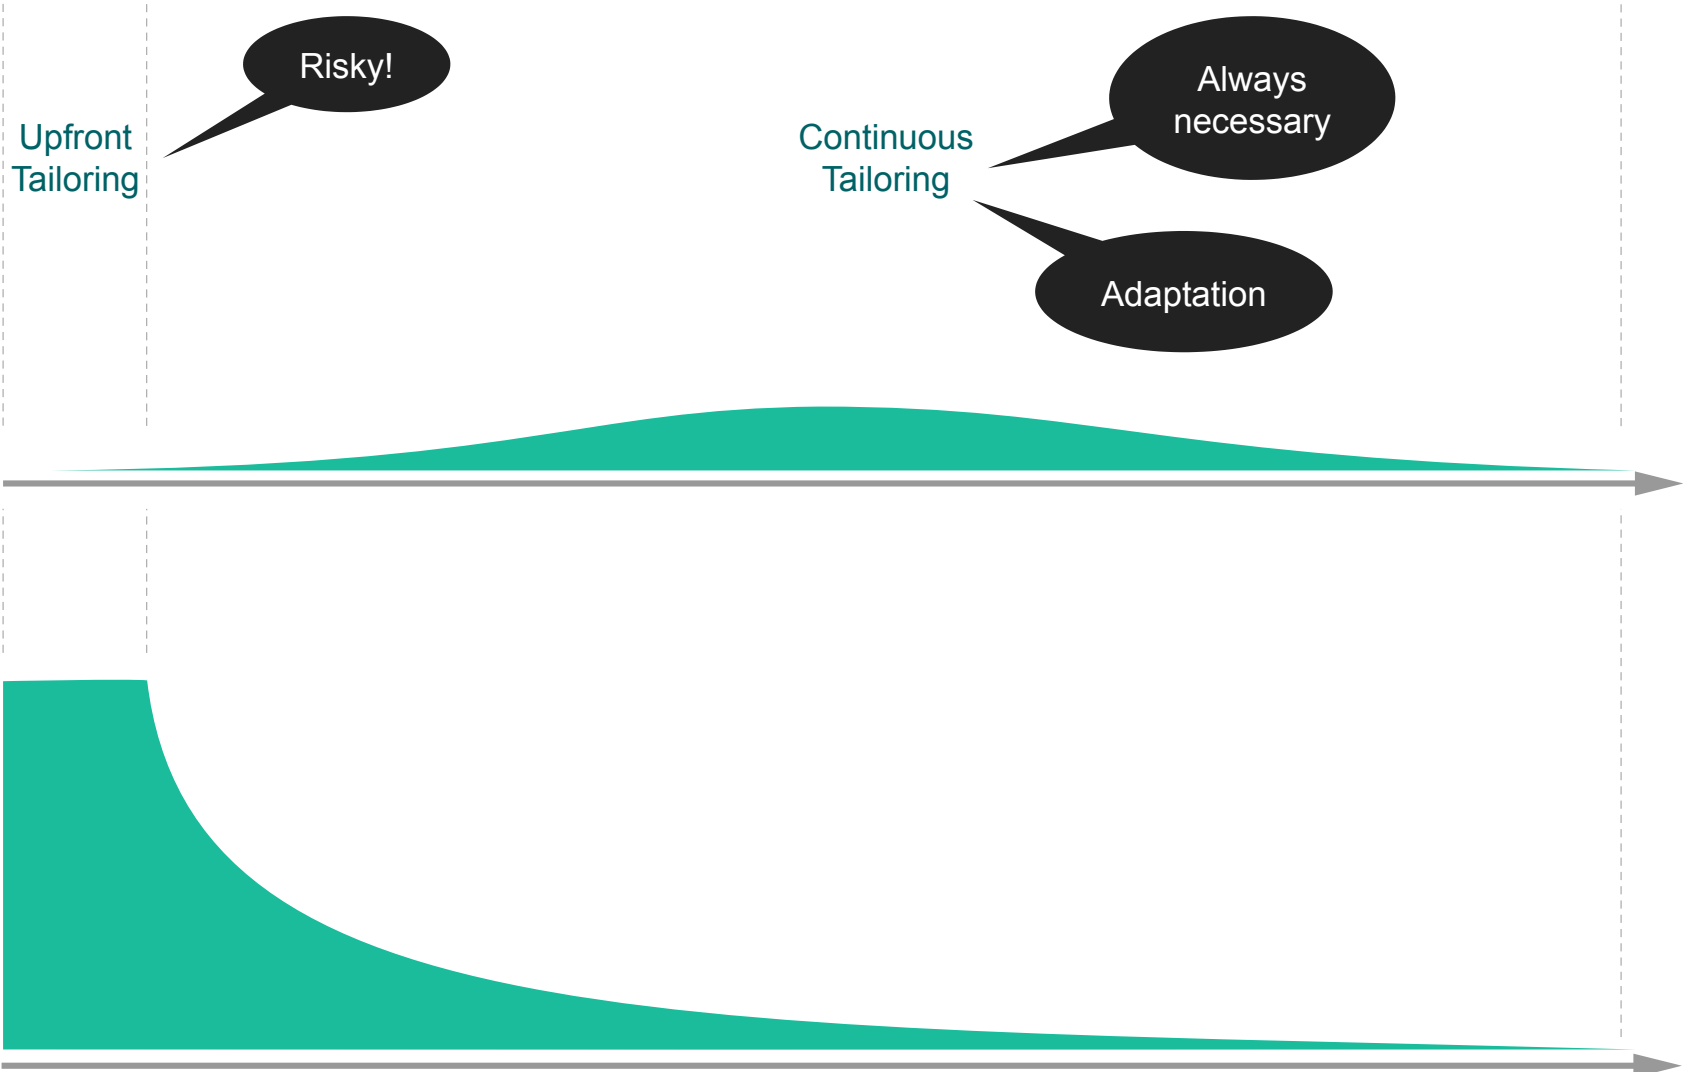 Risky!
Upfront
Tailoring
Continuous
Tailoring
Always
necessary
Adaptation